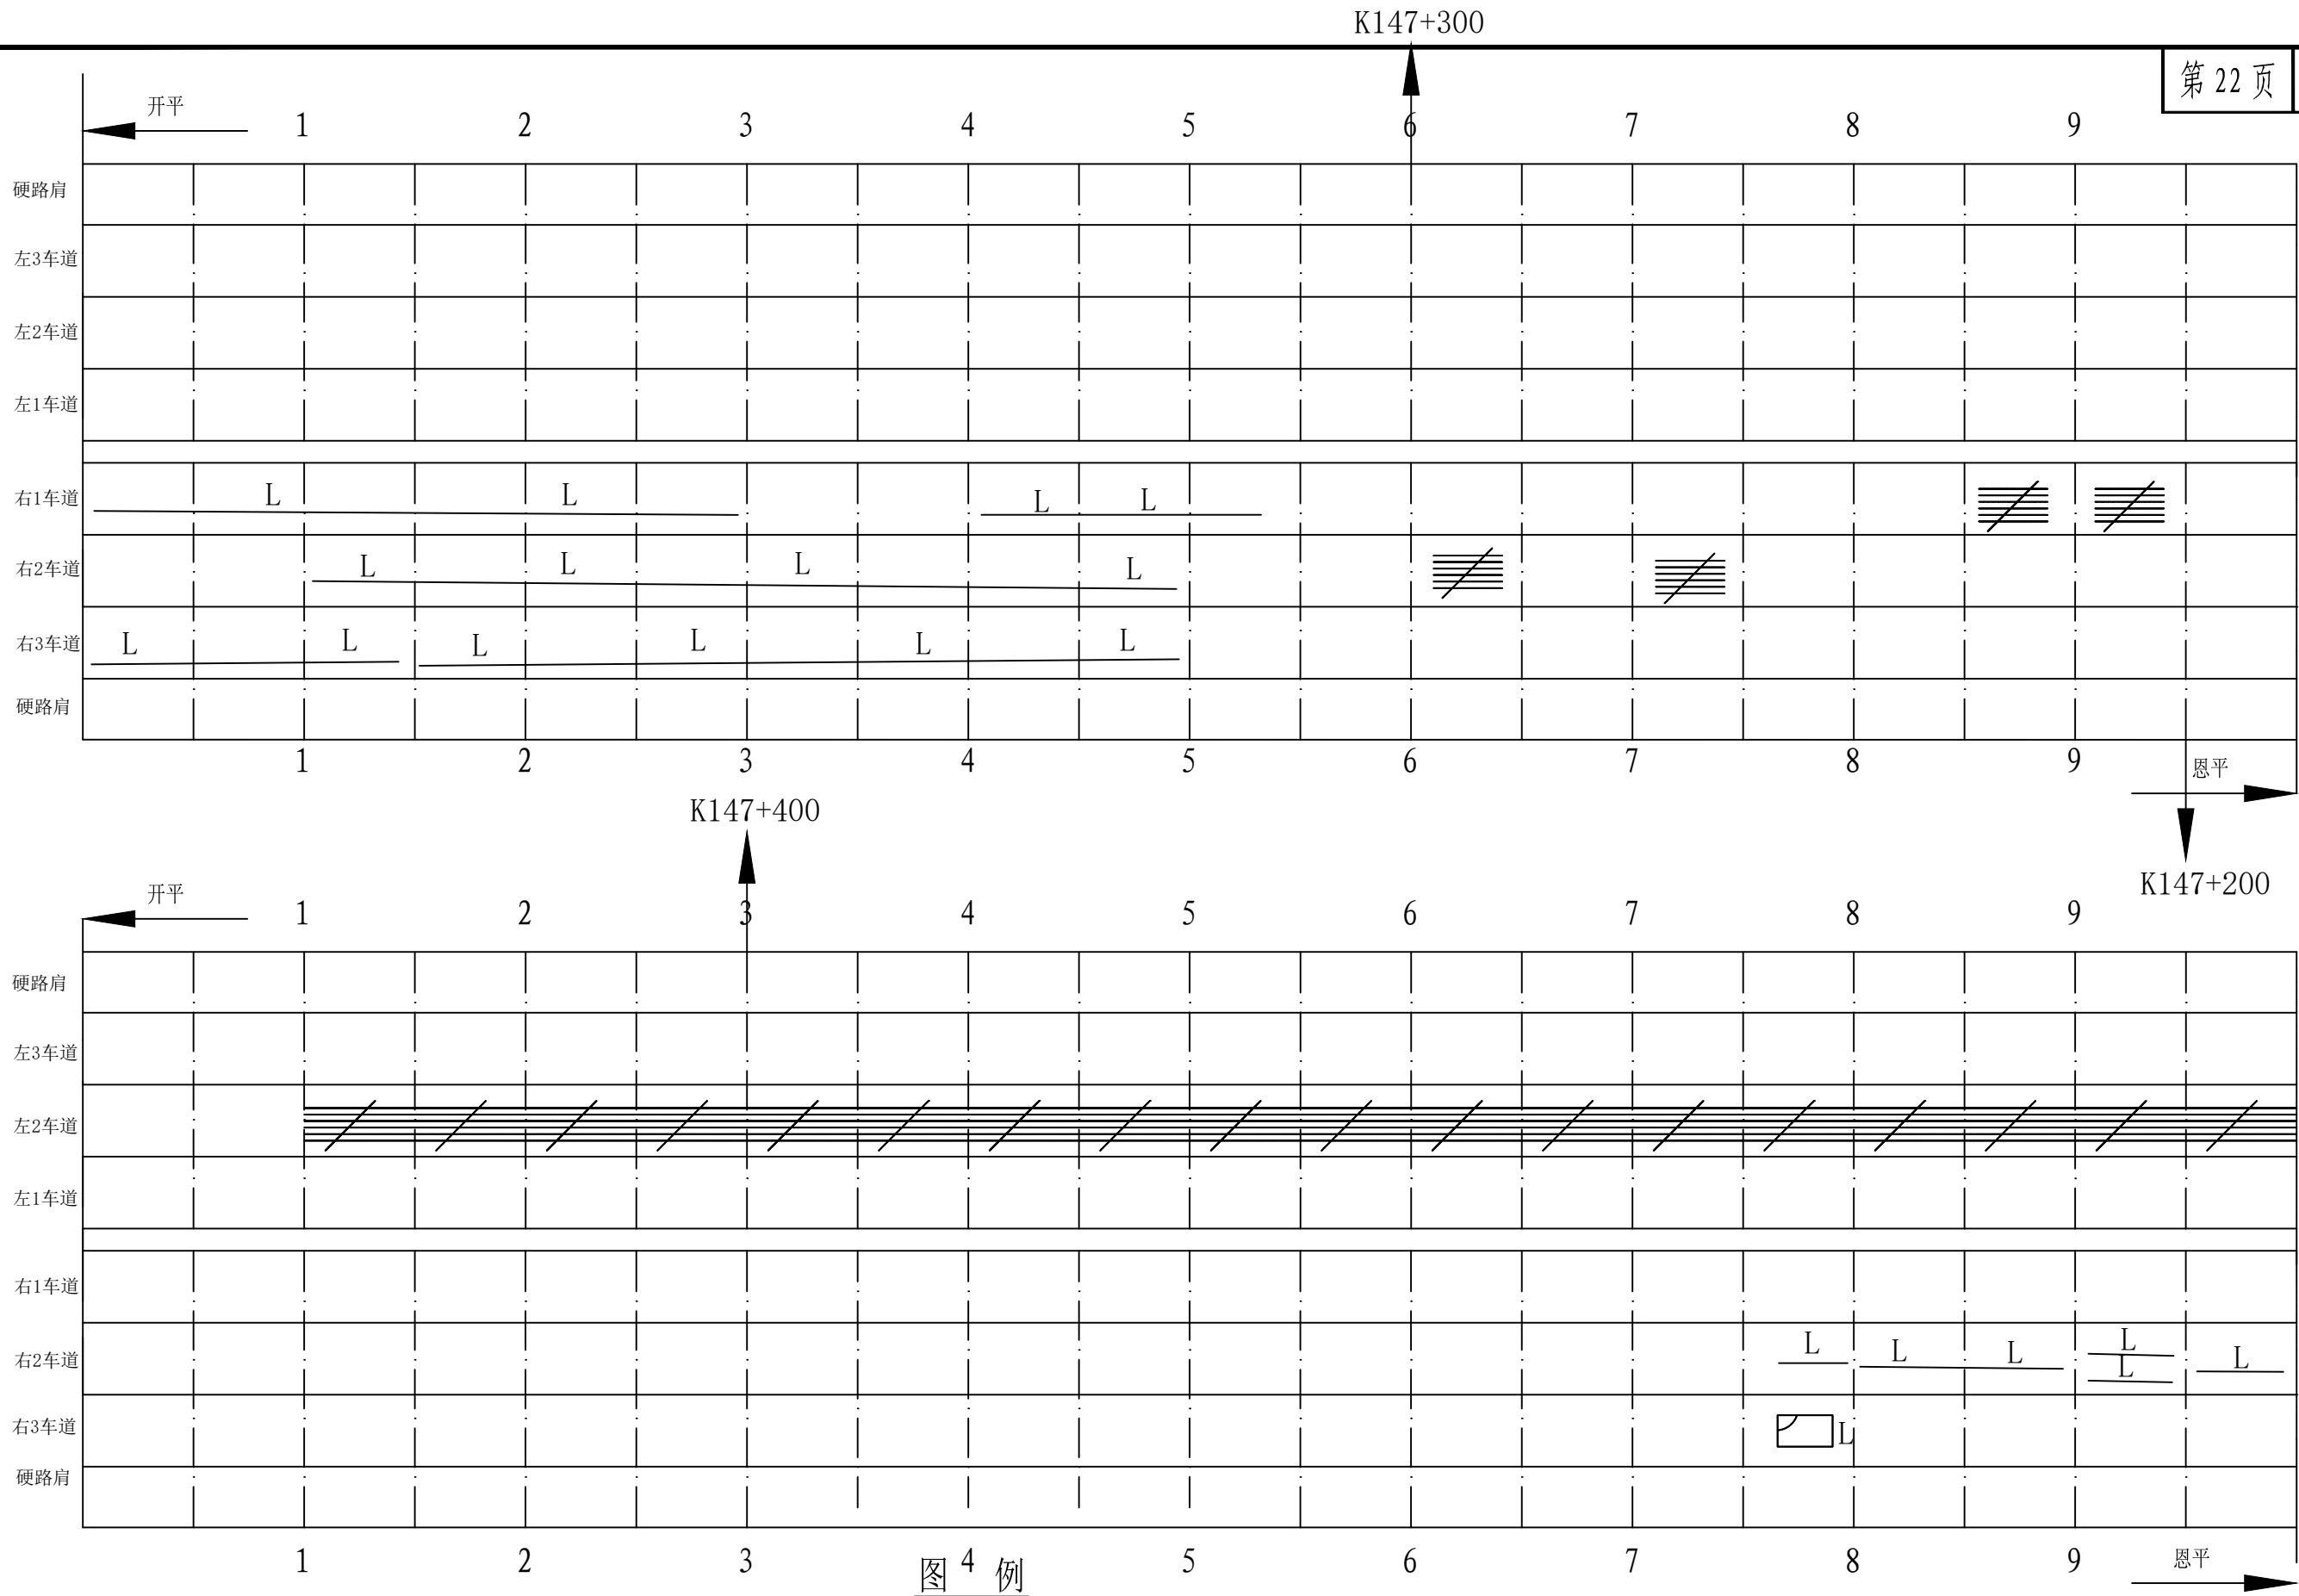 K147+300
第 22 页
开平
1 2 3 4 5 6 7 8 9
硬路肩
左3车道
左2车道
左1车道
右1车道 L L L L
右2车道 L L L L
右3车道 L L L L L L
硬路肩
1 2 3 4 5 6 7 8 9
恩平
K147+400
K147+200
开平
1 2 3 4 5 6 7 8 9
硬路肩
左3车道
左2车道
左1车道
右1车道
右2车道 L L L L L L
右3车道 L
硬路肩
1 2 3 4 5 6 7 8 9
恩平
图 例